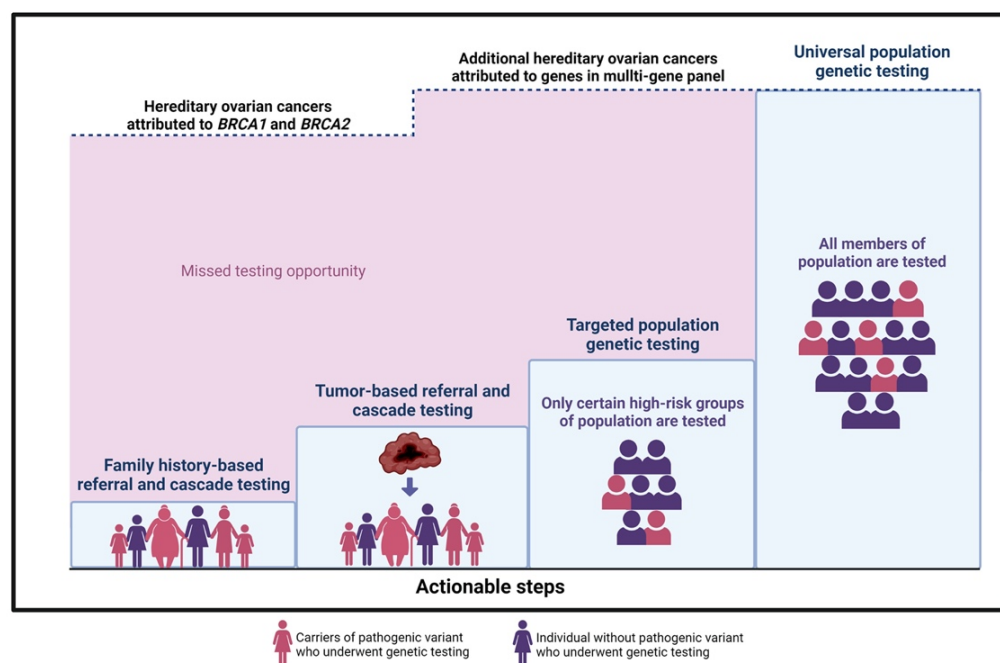 Hereditary ovarian cancers
attributed to BRCA1 and BRCA2
Additional hereditary ovarian cancers
attributed to genes in mullti-gene panel
Universal population
genetic testing
Missed testing opportunity
All members of
population are tested
Targeted population
genetic testing
Only certain high-risk groups
of population are tested
Tumor-based referral and
cascade testing
Family history-based
referral and cascade testing
Actionable steps
Carriers of pathogenic variant
who underwent genetic testing
Individual without pathogenic variant
who underwent genetic testing